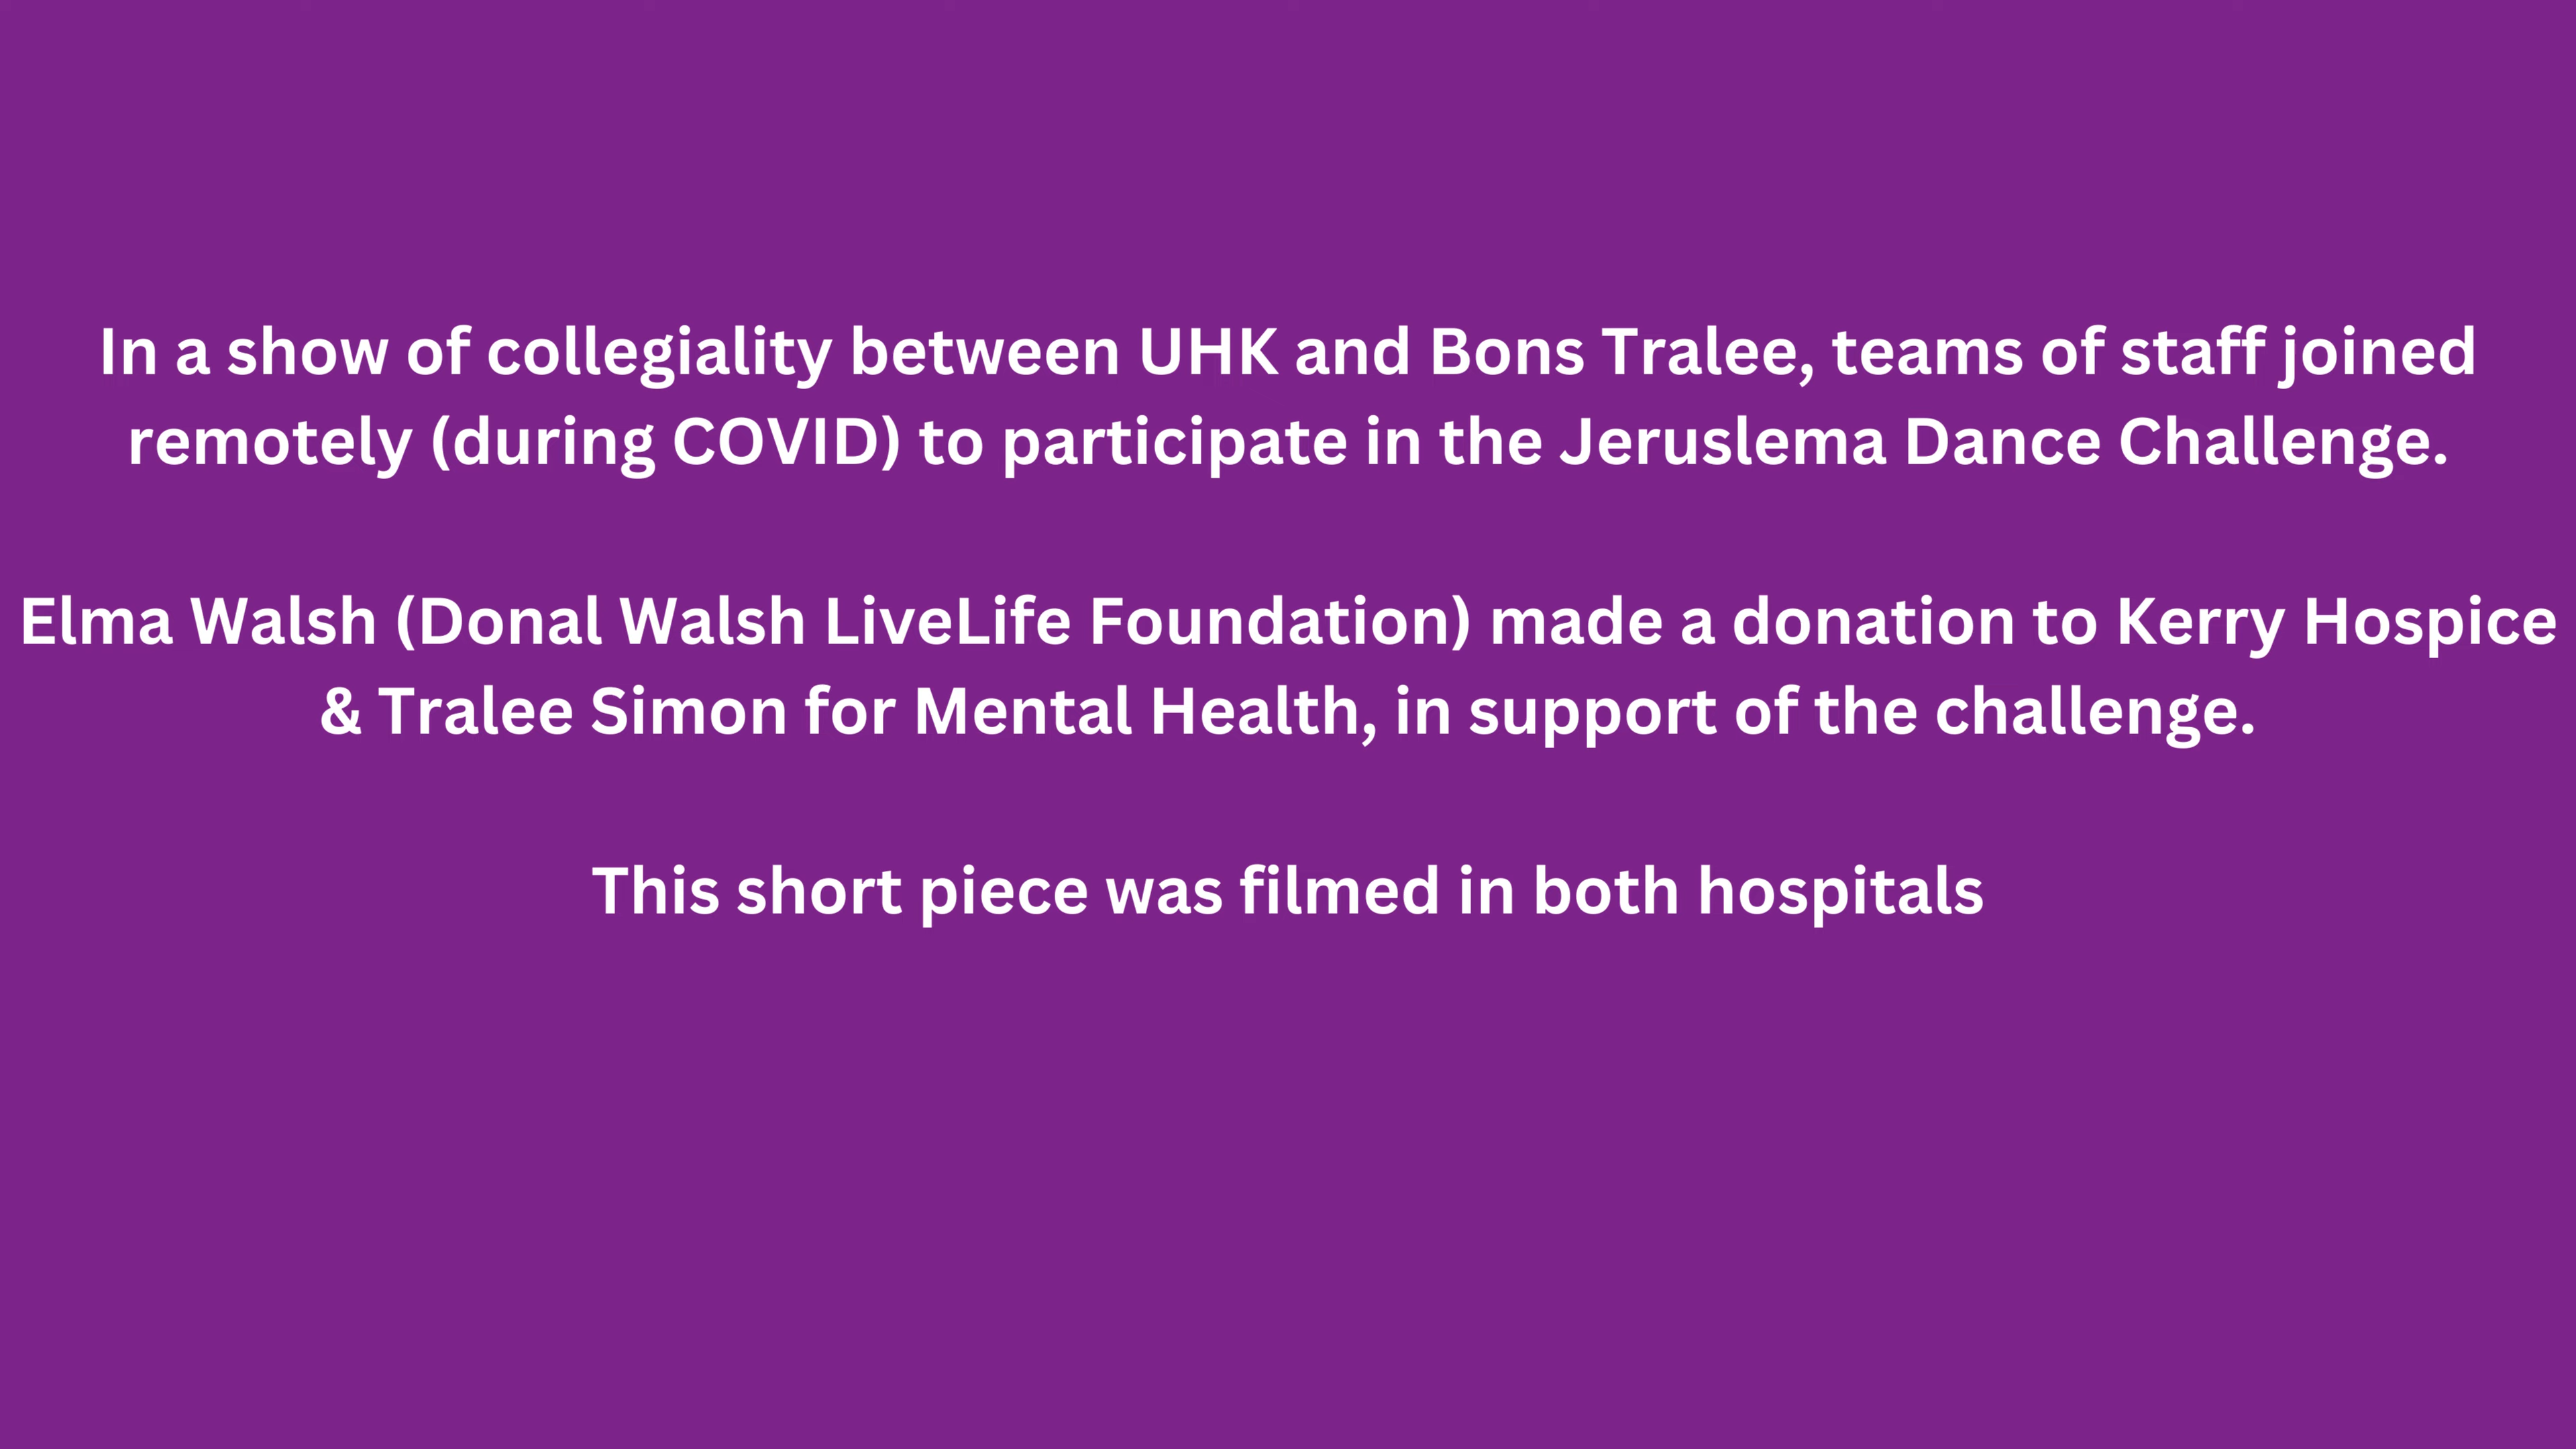 In a show of collegiality between UHK and Bons Tralee, teams of staff joined
remotely (during COVID) to participate in the Jeruslema Dance Challenge.
Elma Walsh (Donal Walsh LiveLife Foundation) made a donation to Kerry Hospice
& Tralee Simon for Mental Health, in support of the challenge.
This short piece was filmed in both hospitals